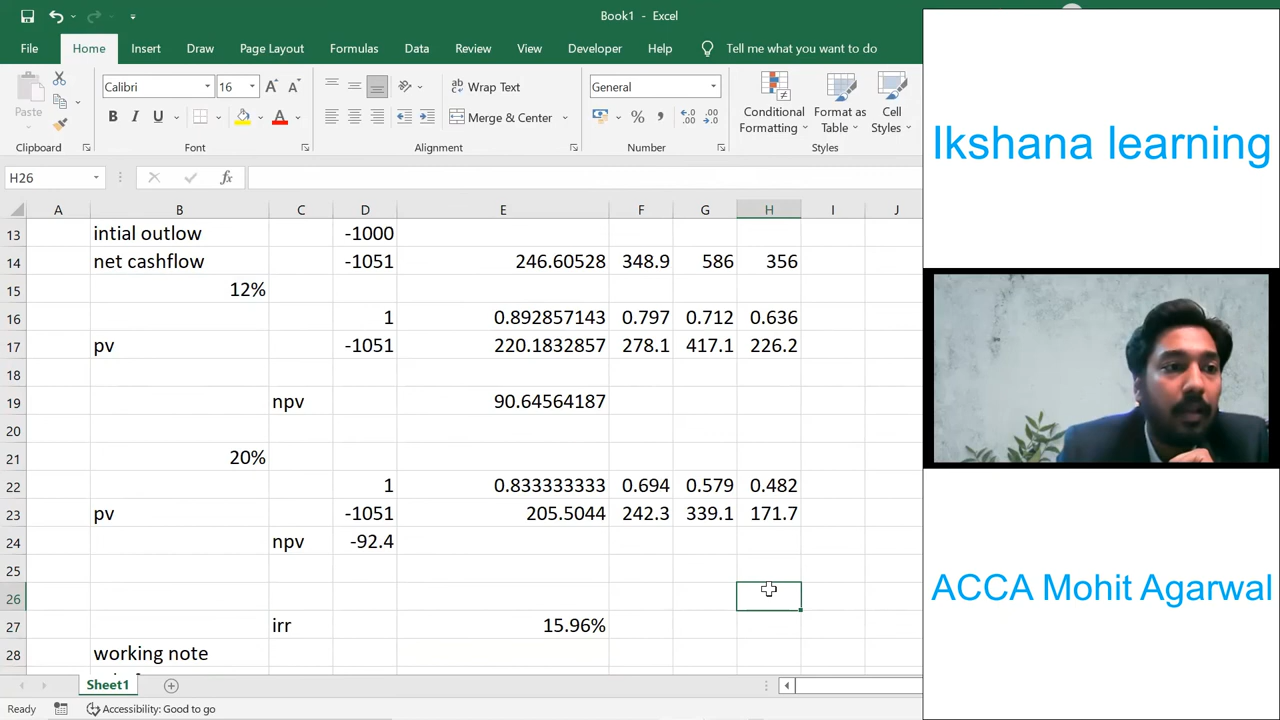 Book1 - Excel
File Home Insert Draw Page Layout Formulas Data Review View Developer Help Tell me what you want to do
Paste
Calibri 16 A A
B I U A
Wrap Text
Merge & Center
General
% ,
Conditional Formatting
Format as Table
Cell Styles
Clipboard Font Alignment Number Styles
H26 fx
A B C D E F G H I J
13 intial outlow -1000
14 net cashflow -1051 246.60528 348.9 586 356
15 12%
16 1 0.892857143 0.797 0.712 0.636
17 pv -1051 220.1832857 278.1 417.1 226.2
18
19 npv 90.64564187
20
21 20%
22 1 0.833333333 0.694 0.579 0.482
23 pv -1051 205.5044 242.3 339.1 171.7
24 npv -92.4
25
26
27 irr 15.96%
28 working note
Sheet1
Ready Accessibility: Good to go
Ikshana learning
ACCA Mohit Agarwal